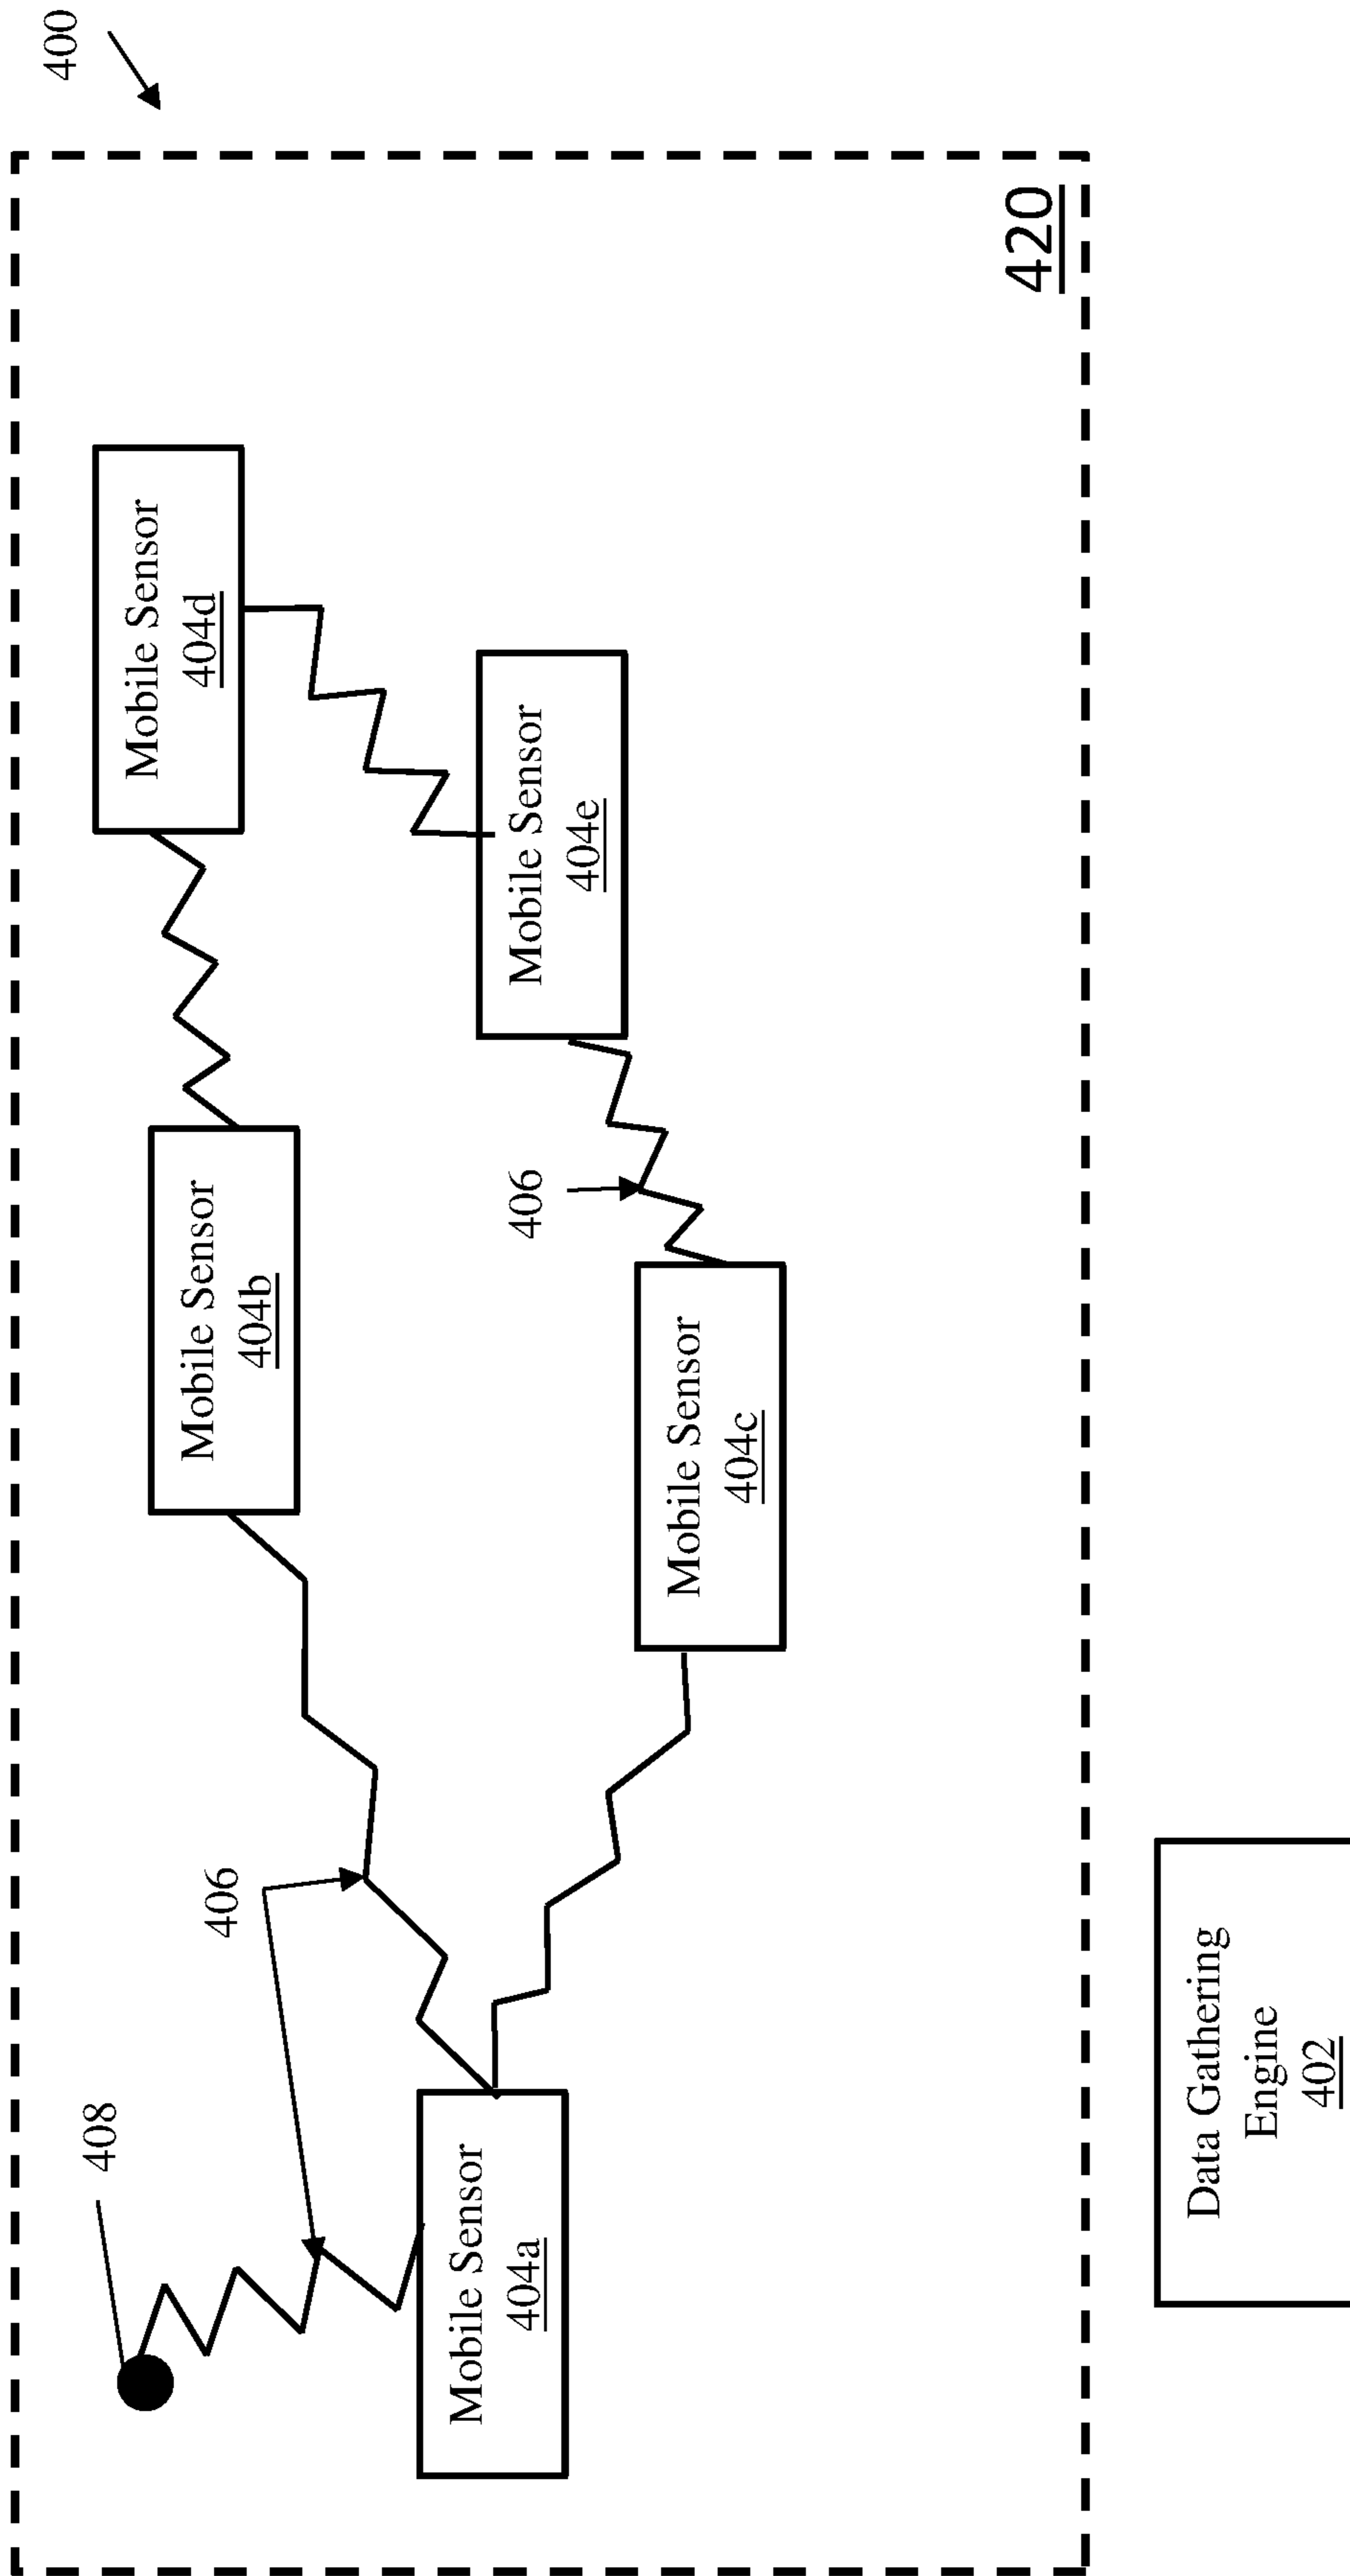 400
408
406
Mobile Sensor
404d
Mobile Sensor
404b
Mobile Sensor
404a
Mobile Sensor
404e
406
Mobile Sensor
404c
420
Data Gathering
Engine
402